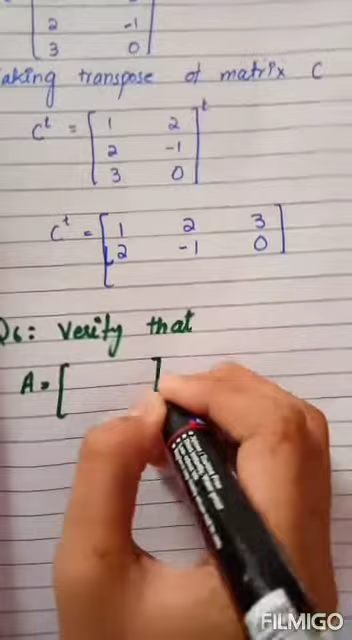 2 -1
3 0
aking transpose of matrix C
C^t = [ 1 2 ]^t
2 -1
3 0
C^t = [ 1 2 3 ]
2 -1 0
Q6: Verify that
A = [ ]
FILMIGO